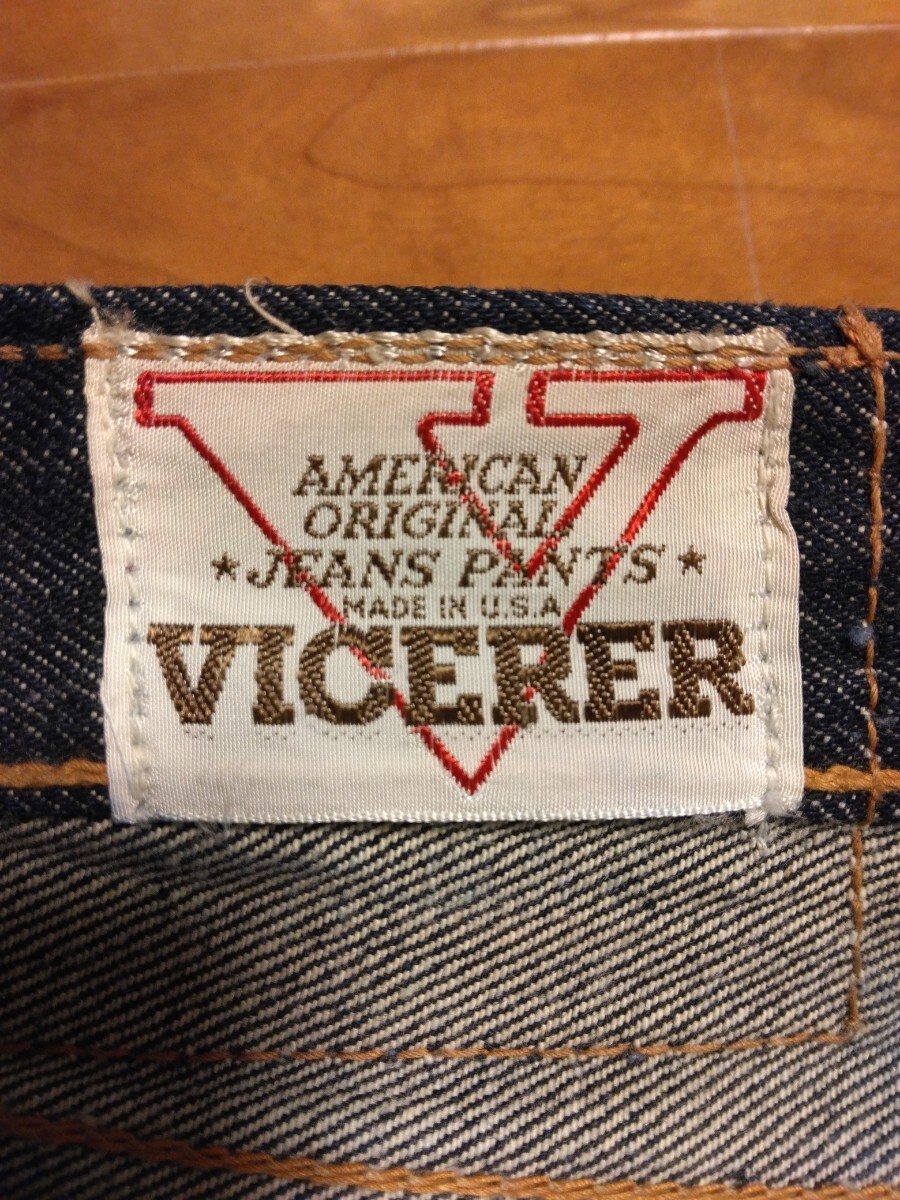 V
AMERICAN
ORIGINAL
★JEANS PANTS★
MADE IN U.S.A
VICERER